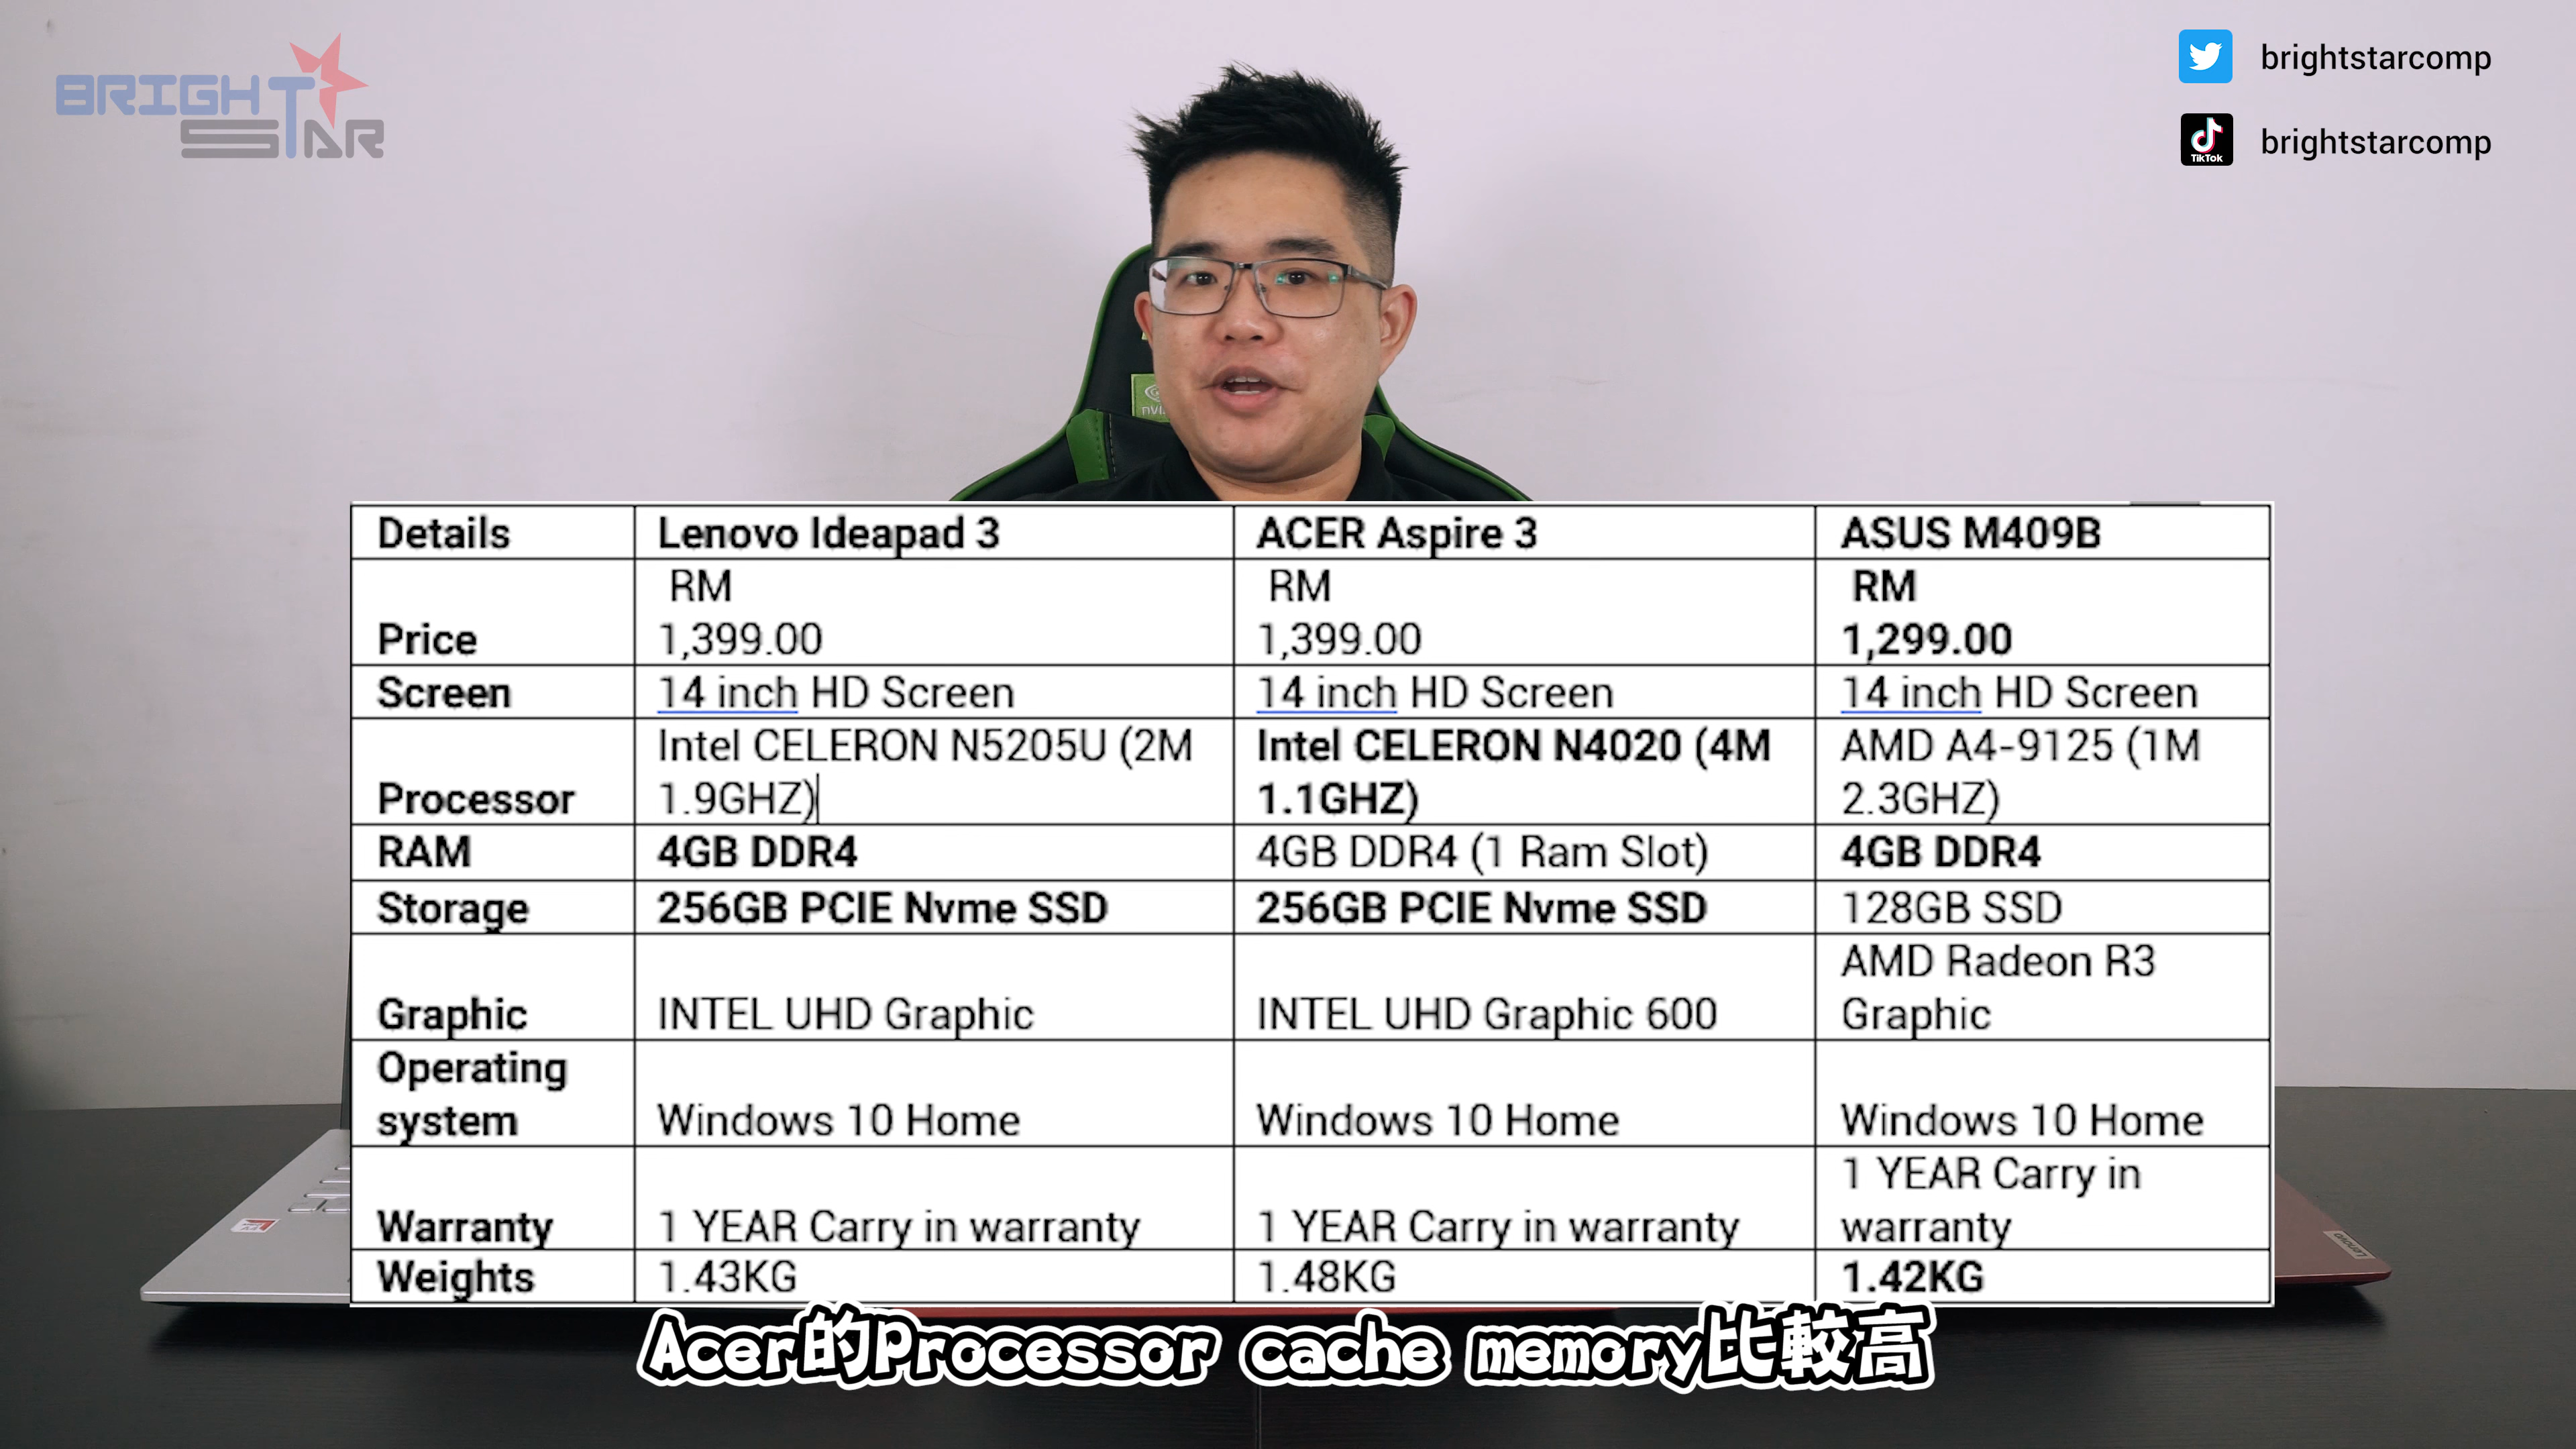 BRIGHT
STAR
brightstarcomp
TikTok
brightstarcomp
Details
Lenovo Ideapad 3
ACER Aspire 3
ASUS M409B
Price
RM
1,399.00
RM
1,399.00
RM
1,299.00
Screen
14 inch HD Screen
14 inch HD Screen
14 inch HD Screen
Processor
Intel CELERON N5205U (2M
1.9GHZ)
Intel CELERON N4020 (4M
1.1GHZ)
AMD A4-9125 (1M
2.3GHZ)
RAM
4GB DDR4
4GB DDR4 (1 Ram Slot)
4GB DDR4
Storage
256GB PCIE Nvme SSD
256GB PCIE Nvme SSD
128GB SSD
Graphic
INTEL UHD Graphic
INTEL UHD Graphic 600
AMD Radeon R3
Graphic
Operating
system
Windows 10 Home
Windows 10 Home
Windows 10 Home
Warranty
1 YEAR Carry in warranty
1 YEAR Carry in warranty
1 YEAR Carry in
warranty
Weights
1.43KG
1.48KG
1.42KG
Lenovo
Acer的Processor cache memory比較高